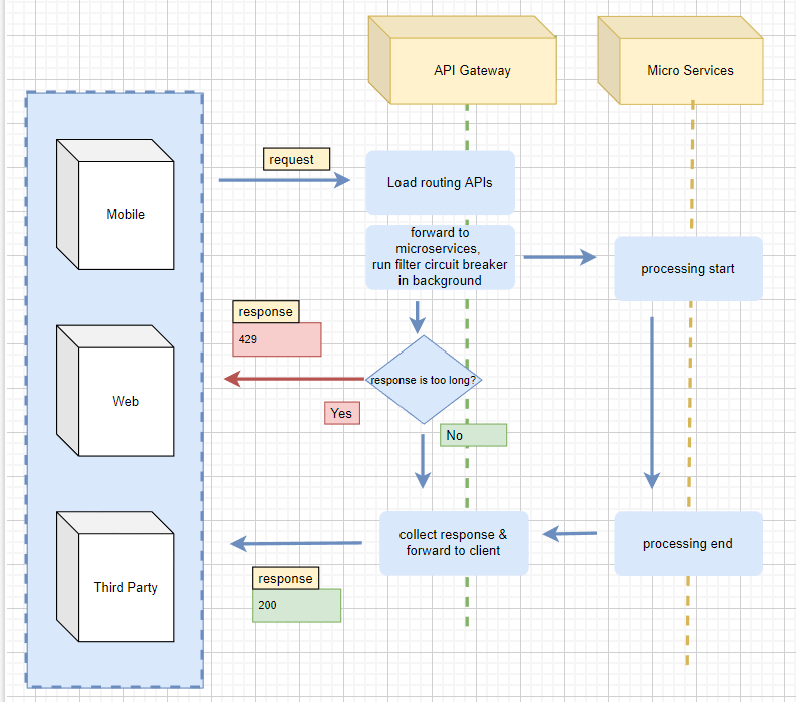 API Gateway
Micro Services
request
Mobile
Load routing APIs
forward to
microservices,
run filter circuit breaker
in background
processing start
response
429
response is too long?
Web
Yes
No
collect response &
forward to client
processing end
response
200
Third Party